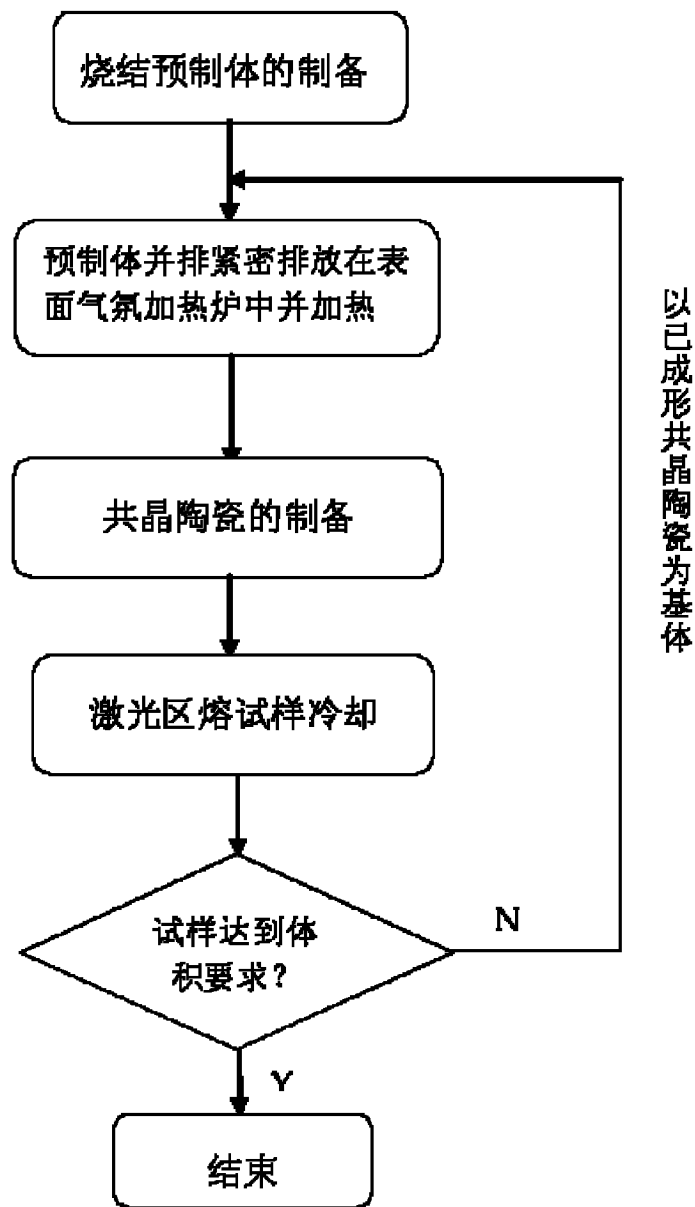 烧结预制体的制备
预制体并排紧密排放在表
面气氛加热炉中并加热
共晶陶瓷的制备
激光区熔试样冷却
试样达到体
积要求?
N
Y
结束
以已成形共晶陶瓷为基体